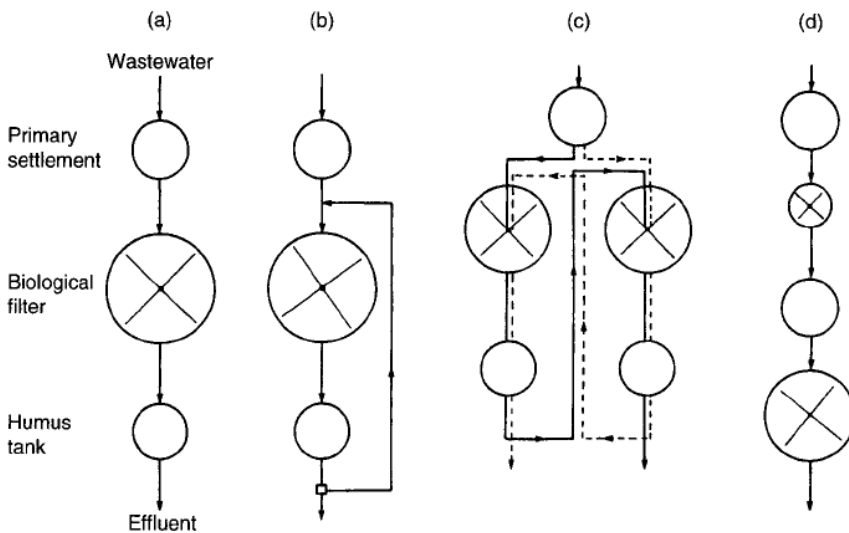 (a)
(b)
(c)
(d)
Wastewater
Primary
settlement
Biological
filter
Humus
tank
Effluent